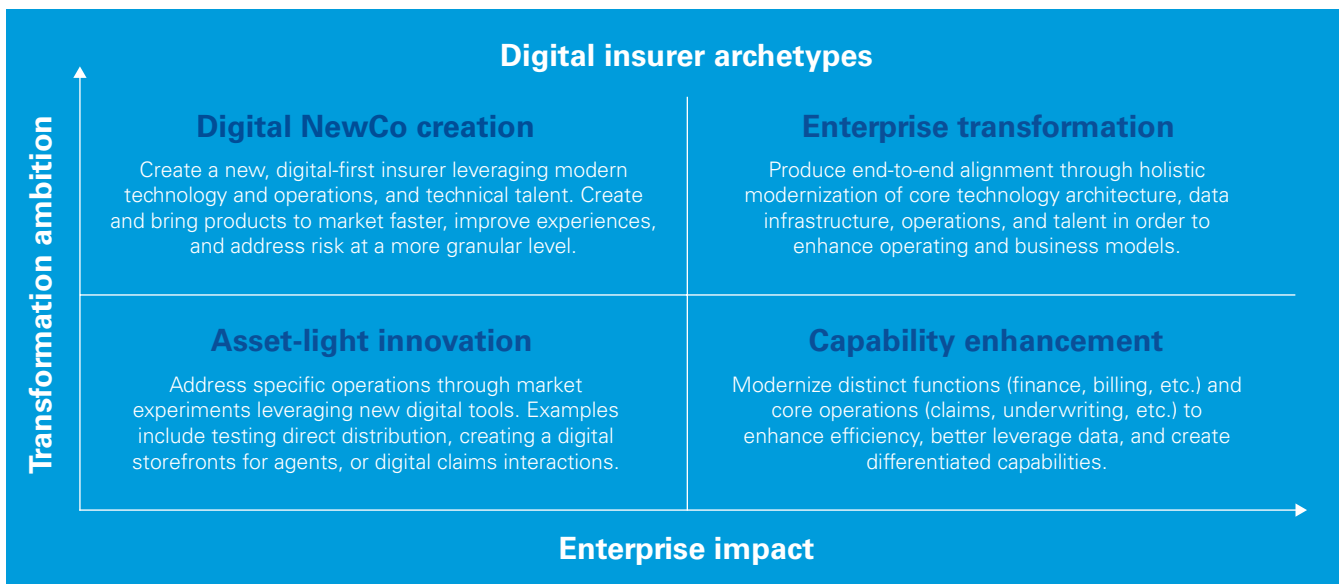 Digital insurer archetypes
Transformation ambition
Digital NewCo creation
Create a new, digital-first insurer leveraging modern
technology and operations, and technical talent. Create
and bring products to market faster, improve experiences,
and address risk at a more granular level.
Enterprise transformation
Produce end-to-end alignment through holistic
modernization of core technology architecture, data
infrastructure, operations, and talent in order to
enhance operating and business models.
Asset-light innovation
Address specific operations through market
experiments leveraging new digital tools. Examples
include testing direct distribution, creating a digital
storefronts for agents, or digital claims interactions.
Capability enhancement
Modernize distinct functions (finance, billing, etc.) and
core operations (claims, underwriting, etc.) to
enhance efficiency, better leverage data, and create
differentiated capabilities.
Enterprise impact